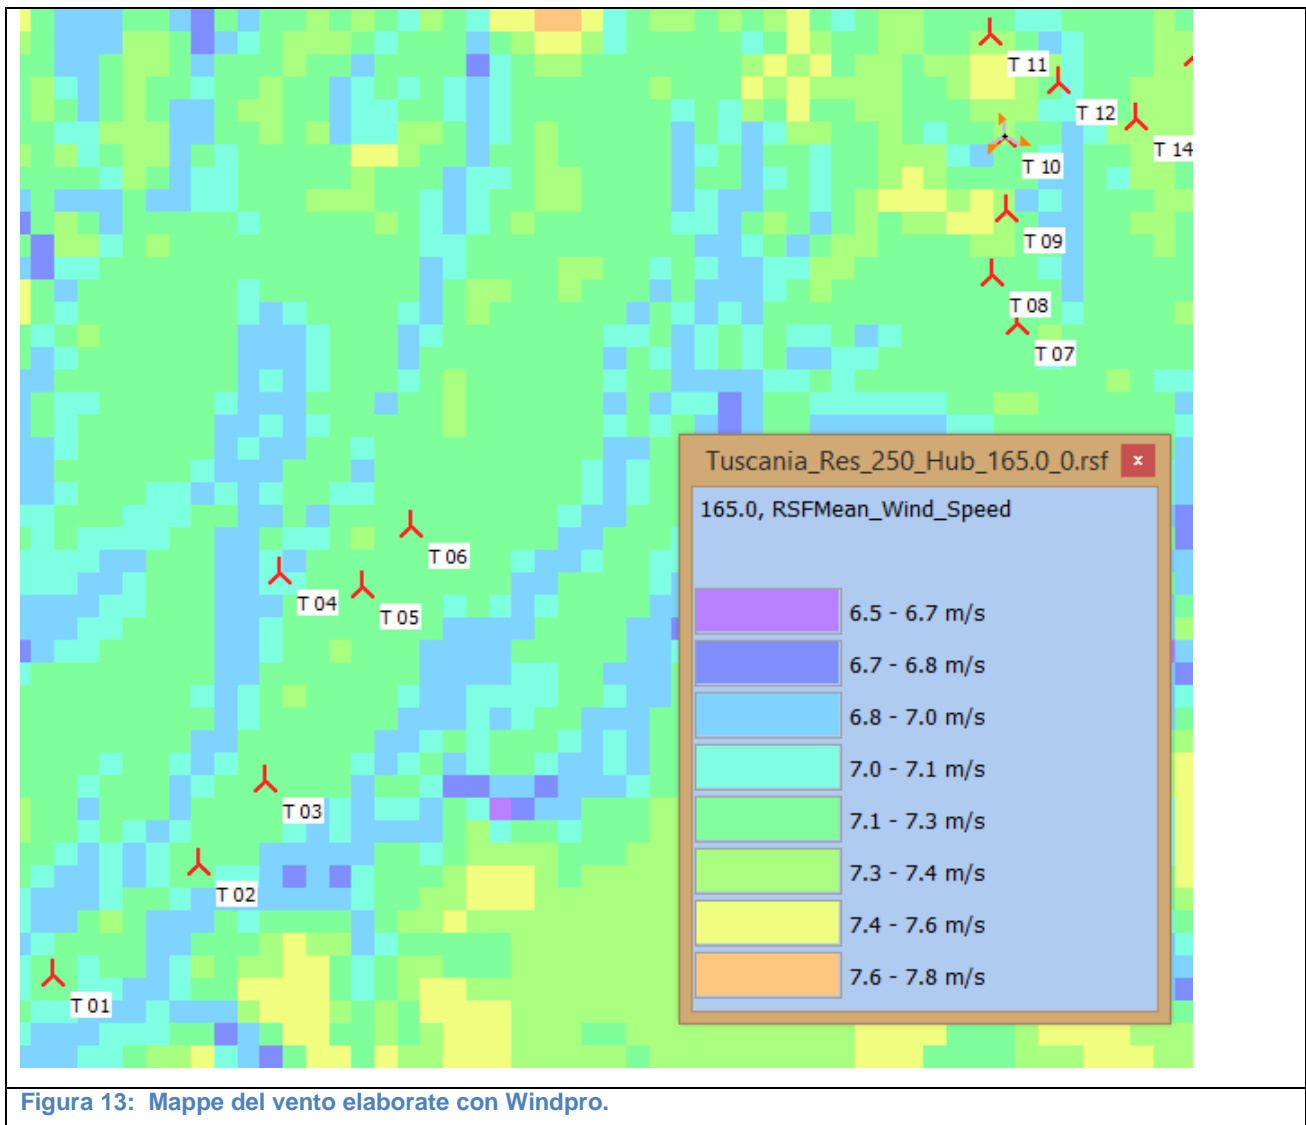 T 11
T 12
T 14
T 10
T 09
T 08
T 07
Tuscania_Res_250_Hub_165.0_0.rsf x
165.0, RSFMean_Wind_Speed
T 06
T 04
T 05
6.5 - 6.7 m/s
6.7 - 6.8 m/s
6.8 - 7.0 m/s
7.0 - 7.1 m/s
T 03
7.1 - 7.3 m/s
7.3 - 7.4 m/s
T 02
7.4 - 7.6 m/s
7.6 - 7.8 m/s
T 01
Figura 13: Mappe del vento elaborate con Windpro.